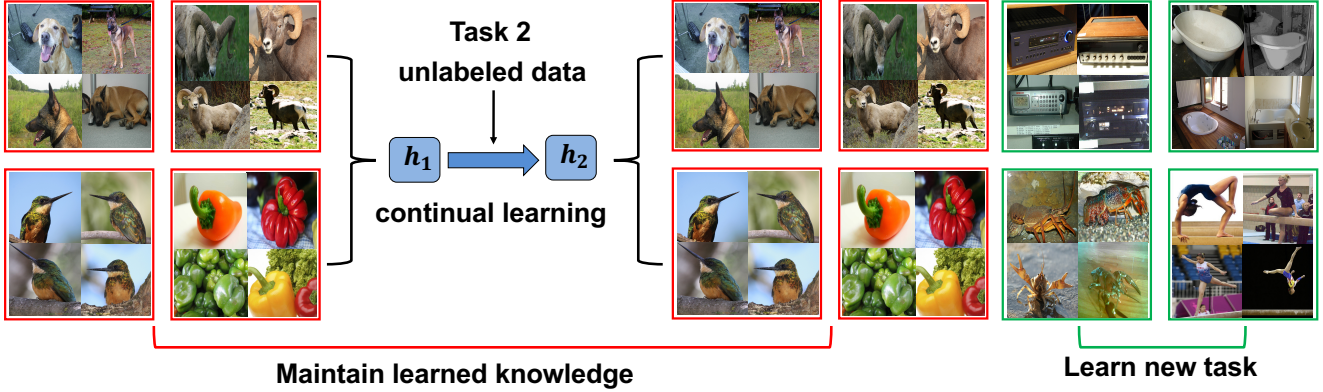 Task 2
unlabeled data
h₁
h₂
continual learning
Maintain learned knowledge
Learn new task